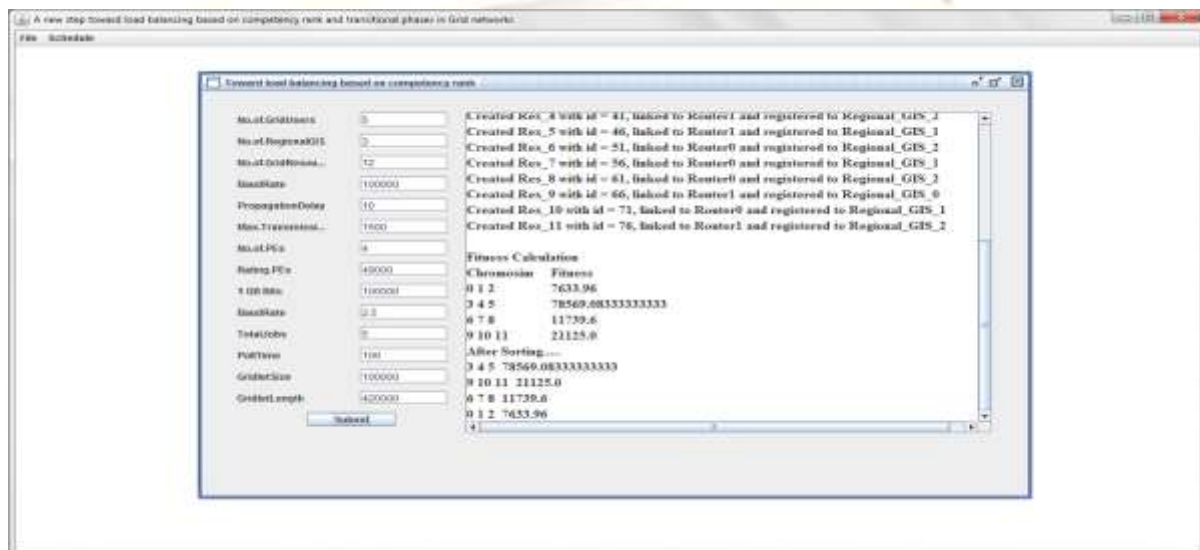 A new step toward load balancing based on competency rank and transitional phases in Grid networks
File Schedule
Toward load balancing based on competency rank
No.of.GridUsers 5
No.of.RegionalGIS 3
No.of.GridResou... 12
BaudRate 100000
PropagationDelay 10
Max.Transmissi... 1500
No.of.PEs 4
Rating.PEs
100000
BaudRate
TotalJobs 5
PollTime 100
GridletSize 100000
GridletLength 420000
Submit
Created Res_4 with id = 41, linked to Router1 and registered to Regional_GIS_2
Created Res_5 with id = 46, linked to Router1 and registered to Regional_GIS_1
Created Res_6 with id = 51, linked to Router0 and registered to Regional_GIS_2
Created Res_7 with id = 56, linked to Router0 and registered to Regional_GIS_1
Created Res_8 with id = 61, linked to Router0 and registered to Regional_GIS_2
Created Res_9 with id = 66, linked to Router1 and registered to Regional_GIS_0
Created Res_10 with id = 71, linked to Router0 and registered to Regional_GIS_1
Created Res_11 with id = 76, linked to Router1 and registered to Regional_GIS_2
Fitness Calculation
Chromosim Fitness
0 1 2 7633.96
3 4 5 78569.08333333333
6 7 8 11739.6
9 10 11 21125.0
After Sorting.....
3 4 5 78569.08333333333
9 10 11 21125.0
6 7 8 11739.6
0 1 2 7633.96